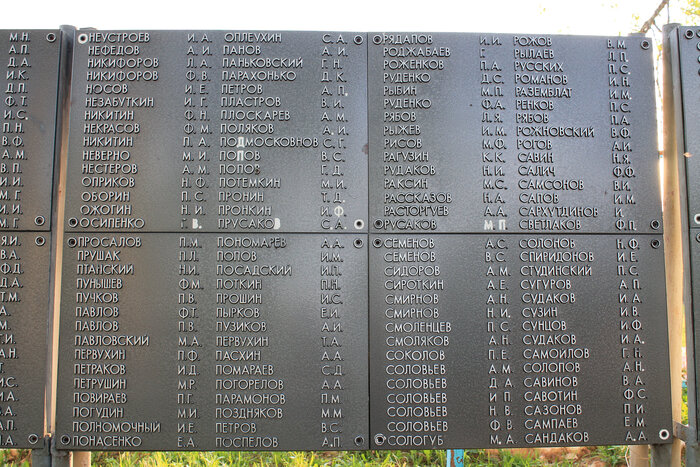 НЕУСТРОЕВ И.А. ОПЛЕУХИН С.А.
НЕФЕДОВ А.П. ПАНОВ А.И.
НИКИФОРОВ Л.А. ПАНЬКОВСКИЙ Г.Н.
НИКИФОРОВ Ф.В. ПАРАХОНЬКО Д.К.
НОСОВ И.Е. ПЕТРОВ А.П.
НЕЗАБУТКИН И.Г. ПЛАСТРОВ В.И.
НИКИТИН Ф.Н. ПЛОСКАРЕВ А.М.
НЕКРАСОВ Ф.М. ПОЛЯКОВ А.И.
НИКИТИН П.А. ПОДМОСКОВНОВ С.Г.
НЕВЕРНО М.И. ПОПОВ В.С.
НЕСТЕРОВ А.М. ПОПОВ Г.Д.
ОПРИКОВ Н.Ф. ПОТЕМКИН М.И.
ОБОРИН П.С. ПРОНИН Т.Д.
ОЖОГИН Н.И. ПРОНКИН И.Ф.
ОСИПЕНКО Г.В. ПРУСАКОВ С.А.
РЯДАПОВ И.И. РОЖОВ В.М.
РОДЖАБАЕВ Г. РЫЛАЕВ Л.П.
РОЖЕНКОВ П.А. РУССКИХ П.С.
РУДЕНКО Д.С. РОМАНОВ И.Н.
РЫБИН М.П. РАЗЕМБЛАТ И.М.
РУДЕНКО Ф.А. РЕНКОВ П.С.
РЯБОВ Л.Я. РЯБОВ П.А.
РЫЖЕВ И.М. РОЖНОВСКИЙ В.Ф.
РИСОВ М.Ф. РОГОВ А.И.
РАГУЗИН К.К. САВИН Н.Я.
РУДАКОВ Н.И. САЛИЧ Ф.Ф.
РАКСИН М.С. САМСОНОВ В.И.
РАССКАЗОВ Н.А. САПОВ И.М.
РАСТОРГУЕВ А.А. САРХУТДИНОВ И.
РУСАКОВ М.П. СВЕТЛАКОВ Ф.П.
ПРОСАЛОВ П.М. ПОНОМАРЕВ А.А.
ПРУШАК П.Л. ПОПОВ И.М.
ПТАНСКИЙ Н.И. ПОСАДСКИЙ И.П.
ПУНЫШЕВ Ф.М. ПОТКИН П.Н.
ПУЧКОВ П.В. ПРОШИН И.С.
ПАВЛОВ Ф.Г. ПЫРКОВ Е.И.
ПАВЛОВ П.В. ПУЗИКОВ А.И.
ПАВЛОВСКИЙ М.А. ПЕРВУХИН Т.А.
ПЕРВУХИН П.Ф. ПАСХИН А.А.
ПЕТРАКОВ И.Д. ПОМАРАЕВ С.Д.
ПЕТРУШИН М.Р. ПОГОРЕЛОВ А.А.
ПОВИРАЕВ П.Г. ПАРАМОНОВ П.М.
ПОГУДИН М.И. ПОЗДНЯКОВ М.М.
ПОЛНОМОЧНЫЙ И.Е. ПЕТРОВ В.С.
ПОНАСЕНКО Е.А. ПОСПЕЛОВ А.П.
СЕМЕНОВ А.С. СОЛОНОВ Н.Ф.
СЕМЕНОВ В.С. СПИРИДОНОВ И.Е.
СИДОРОВ А.М. СТУДИНСКИЙ П.С.
СИРОТКИН А.Е. СУГУРОВ А.П.
СМИРНОВ А.Н. СУДАКОВ И.А.
СМИРНОВ Н.И. СУЗИН И.В.
СМОЛЕНЦЕВ П.С. СУНЦОВ И.Ф.
СМОЛЯКОВ А.Н. СУДАКОВ И.А.
СОКОЛОВ П.Е. САМОИЛОВ Г.Н.
СОЛОВЬЕВ А.М. СОЛОПОВ А.Н.
СОЛОВЬЕВ Д.А. САВИНОВ В.А.
СОЛОВЬЕВ И.П. САВОТИН С.Ф.
СОЛОВЬЕВ Н.В. САЗОНОВ П.И.
СОЛОВЬЕВ Ф.В. САМПАЕВ Е.М.
СОЛОГУБ М.А. САНДАКОВ А.И.